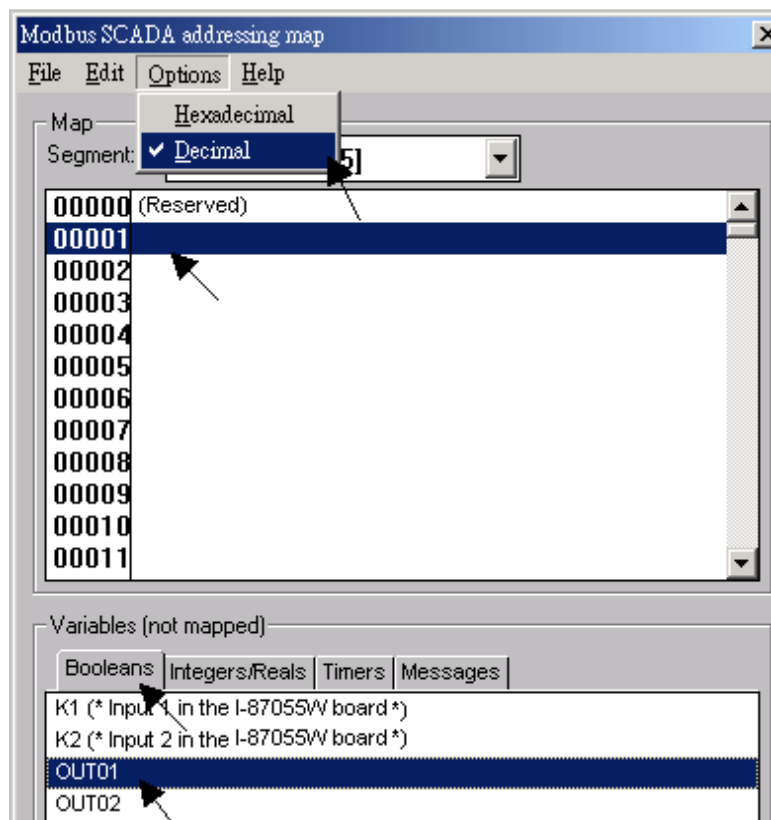 Modbus SCADA addressing map
File Edit Options Help
Hexadecimal
Decimal
Map
Segment: 5]
00000 (Reserved)
00001
00002
00003
00004
00005
00006
00007
00008
00009
00010
00011
Variables (not mapped)
Booleans Integers/Reals Timers Messages
K1 (* Input 1 in the I-87055W board *)
K2 (* Input 2 in the I-87055W board *)
OUT01
OUT02